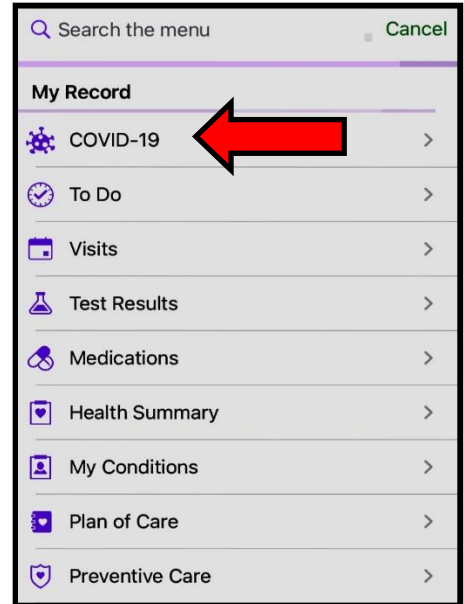 Search the menu Cancel
My Record
COVID-19
To Do
Visits
Test Results
Medications
Health Summary
My Conditions
Plan of Care
Preventive Care